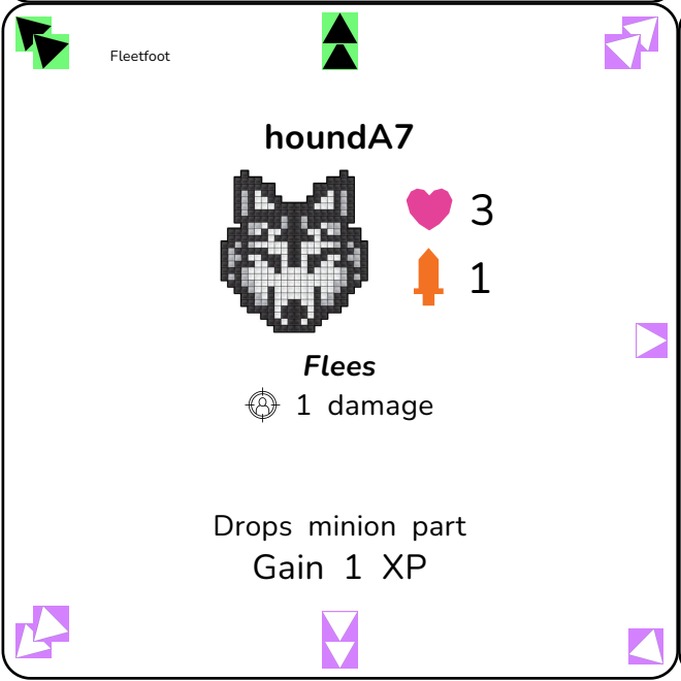 Fleetfoot
houndA7
3
1
Flees
1 damage
Drops minion part
Gain 1 XP